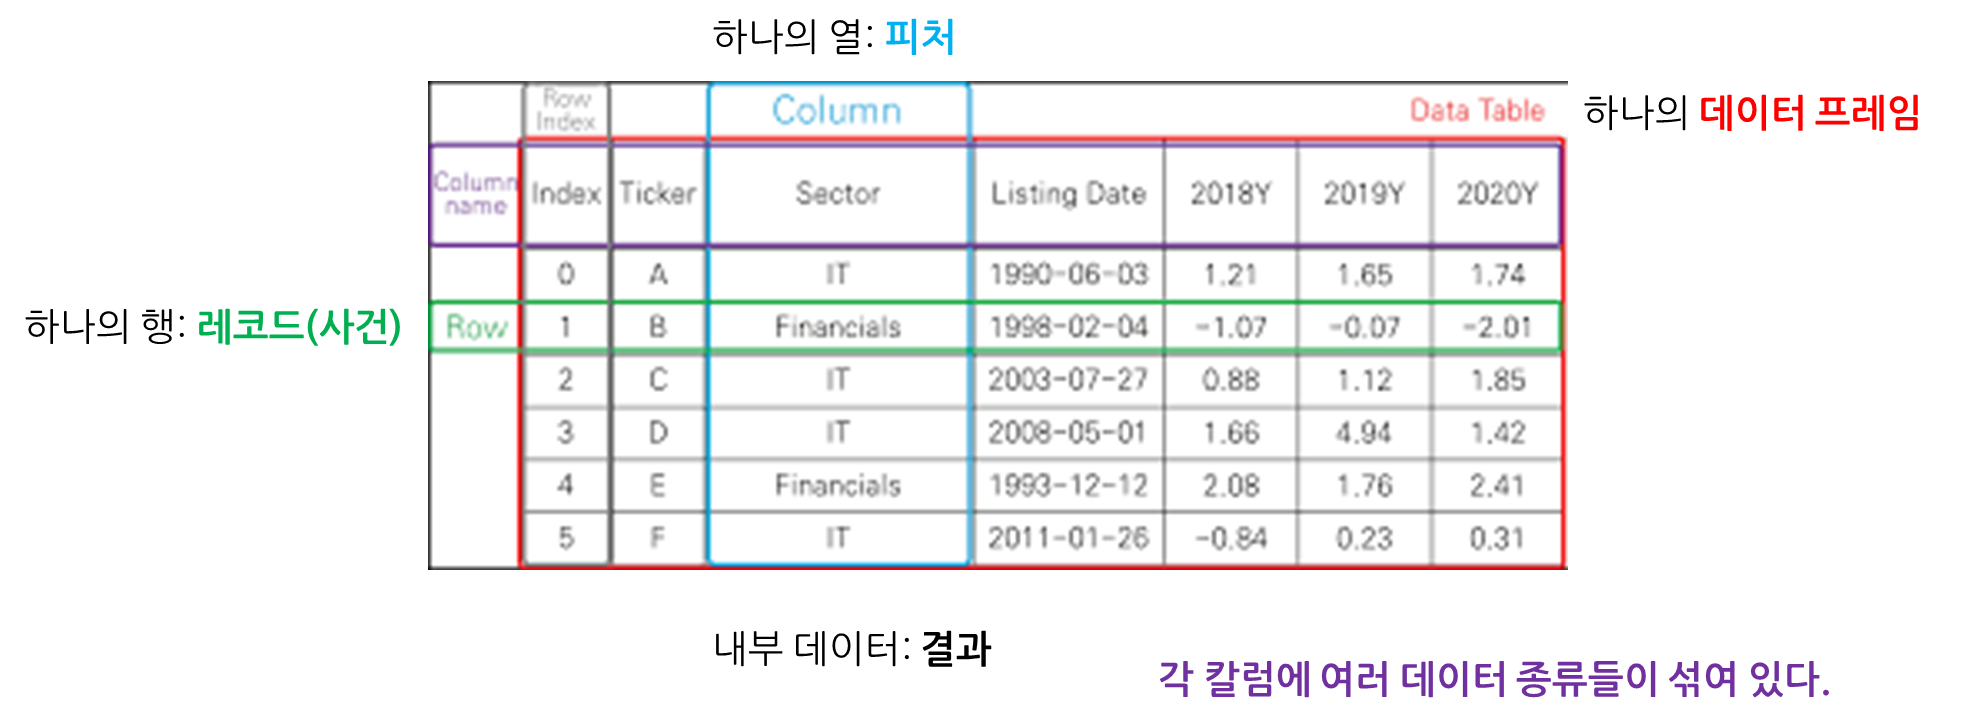 하나의 열: 피처
Row Index
Column
Data Table
하나의 데이터 프레임
Column name
Index Ticker Sector Listing Date 2018Y 2019Y 2020Y
0 A IT 1990-06-03 1.21 1.65 1.74
하나의 행: 레코드(사건)
Row 1 B Financials 1998-02-04 -1.07 -0.07 -2.01
2 C IT 2003-07-27 0.88 1.12 1.85
3 D IT 2008-05-01 1.66 4.94 1.42
4 E Financials 1993-12-12 2.08 1.76 2.41
5 F IT 2011-01-26 -0.84 0.23 0.31
내부 데이터: 결과
각 칼럼에 여러 데이터 종류들이 섞여 있다.